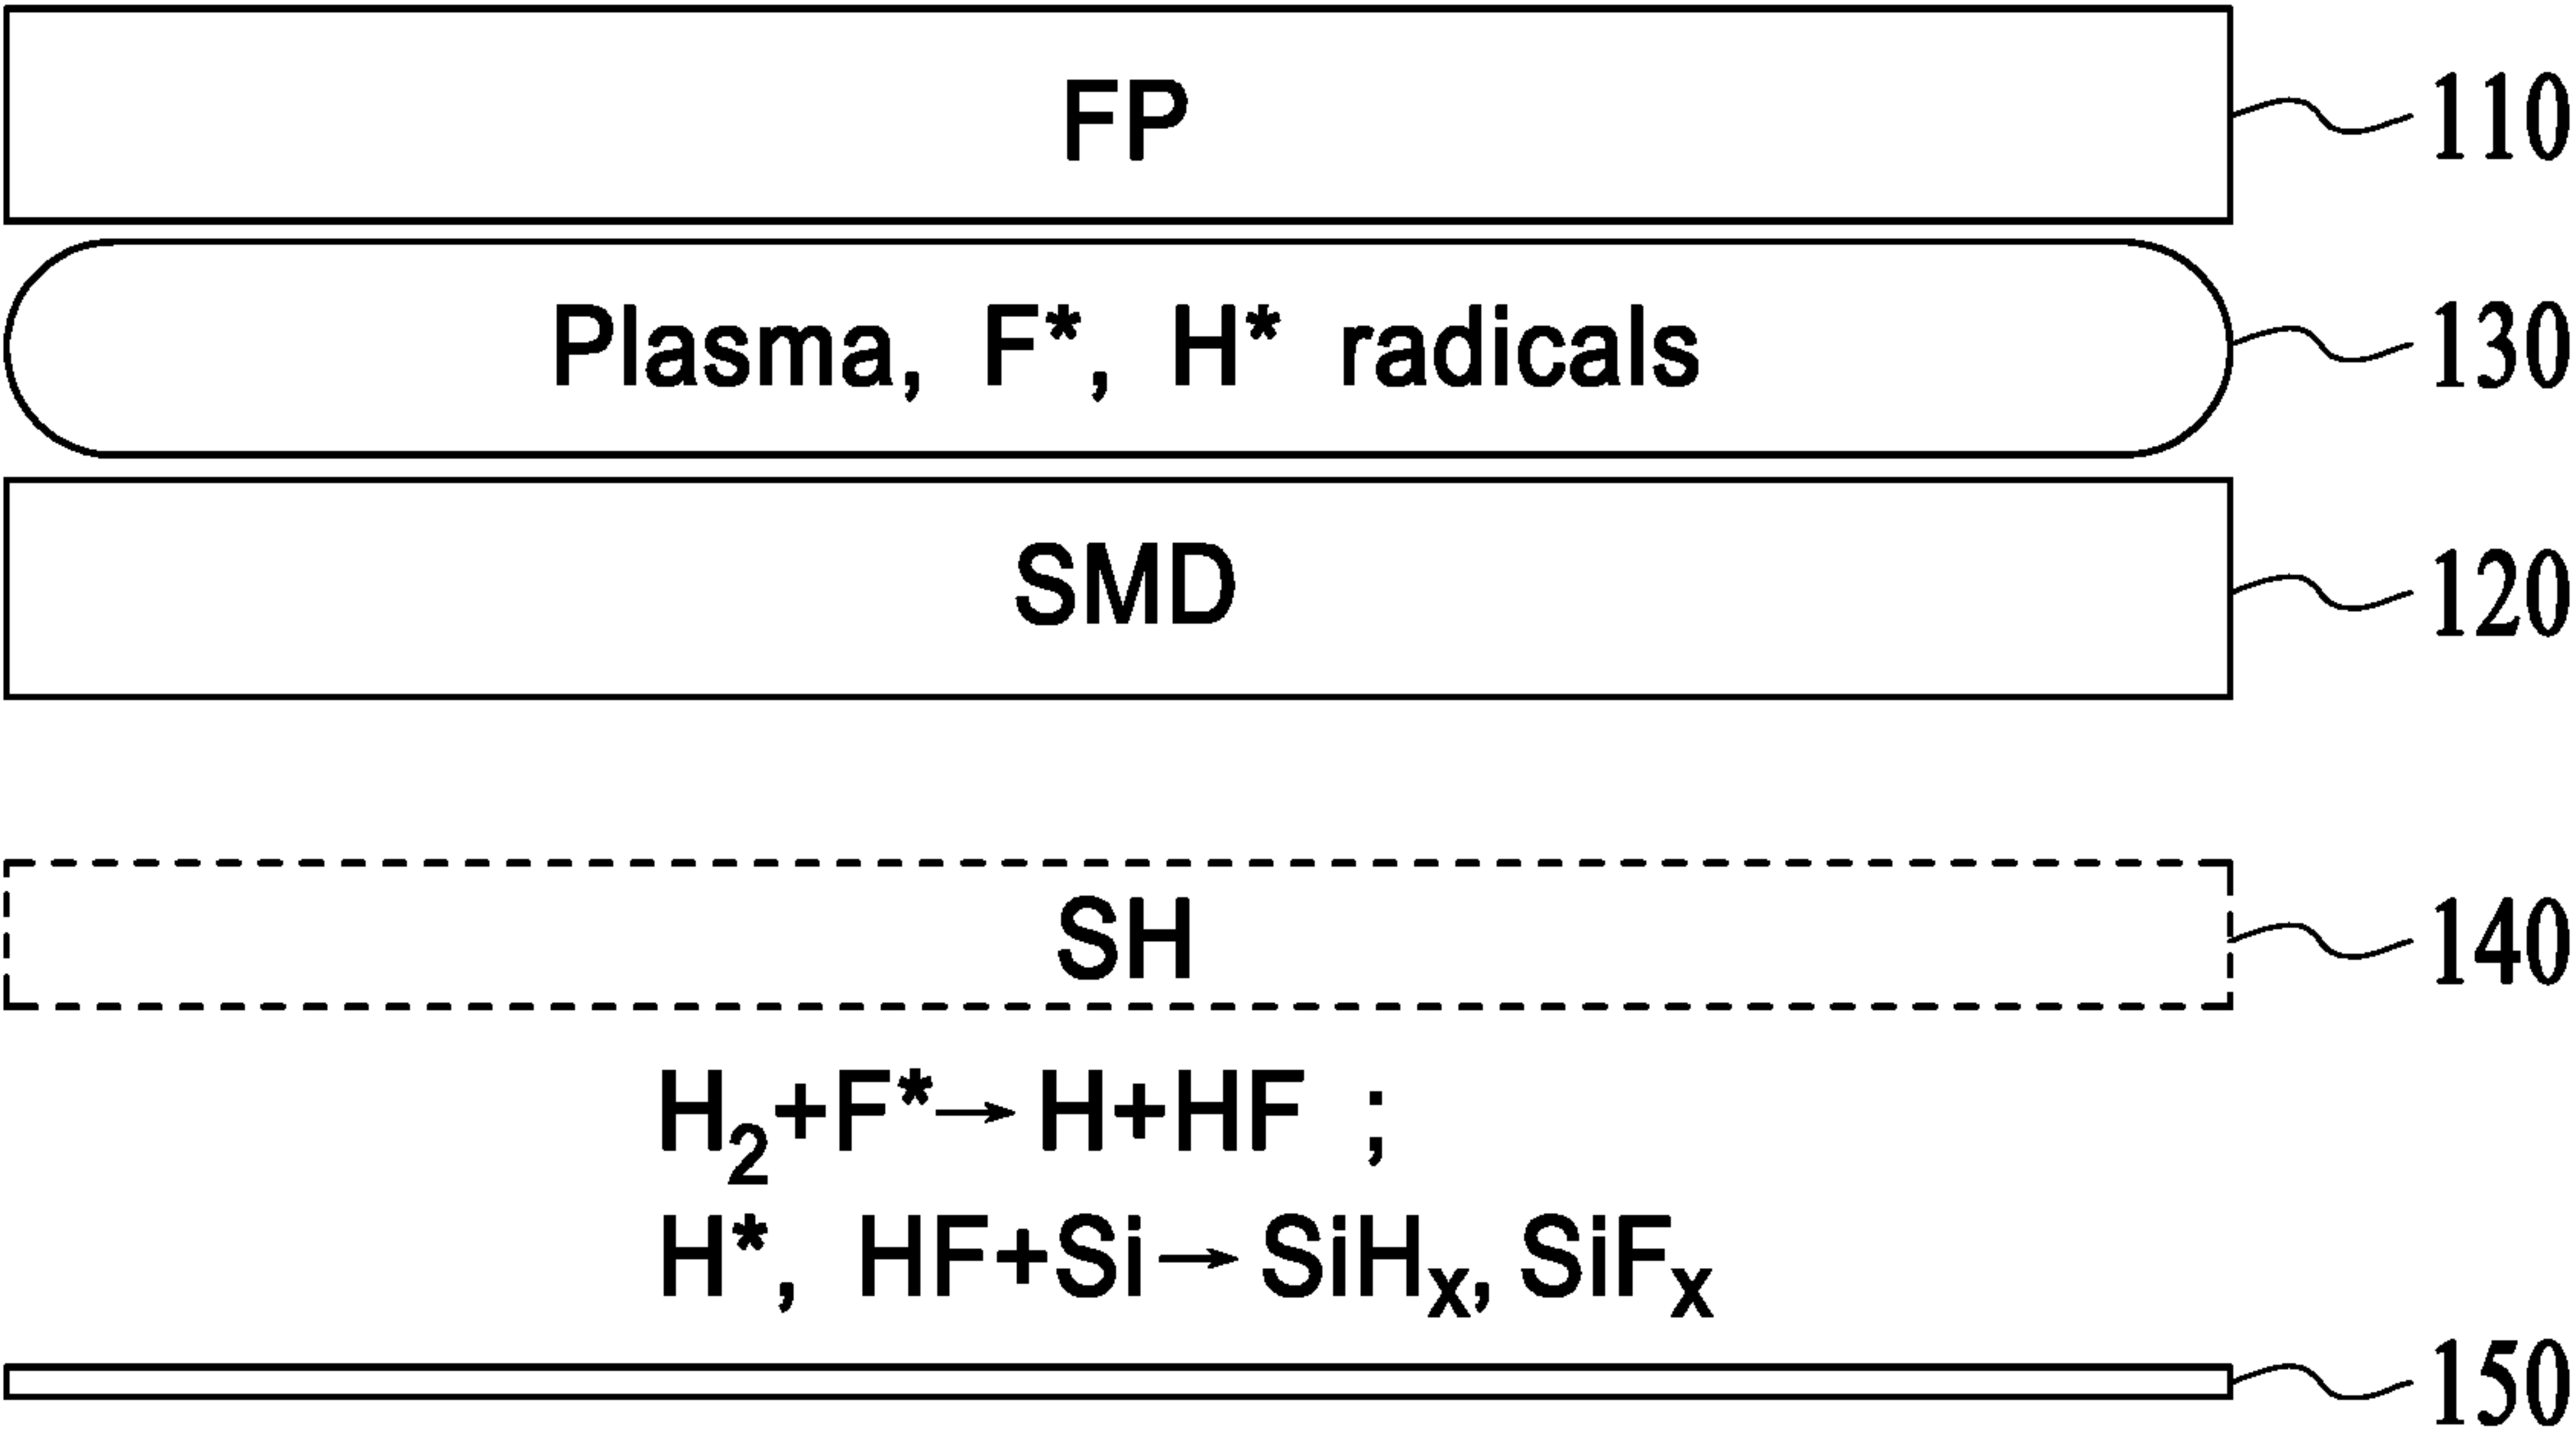 FP 110
Plasma, F*, H* radicals 130
SMD 120
SH 140
H₂+F*→H+HF ;
H*, HF+Si→SiHₓ, SiFₓ
150